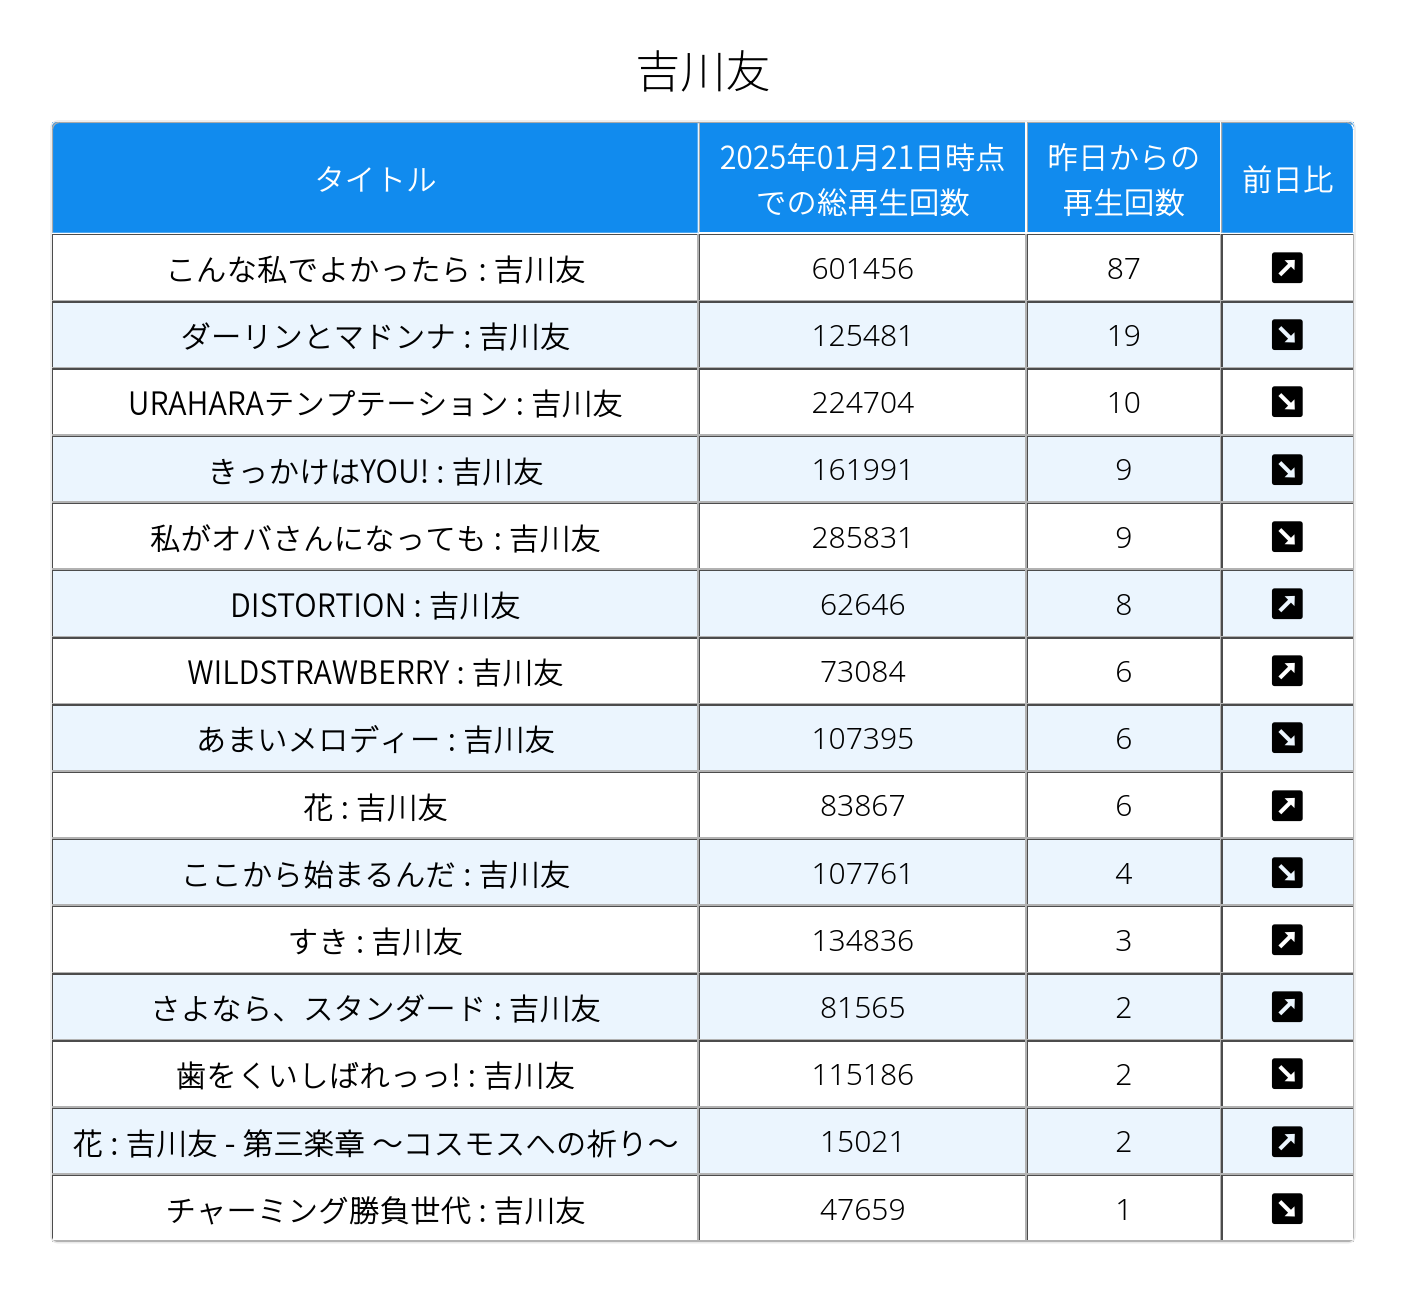 吉川友
タイトル
2025年01月21日時点
での総再生回数
昨日からの
再生回数
前日比
こんな私でよかったら : 吉川友 601456 87 ↗
ダーリンとマドンナ : 吉川友 125481 19 ↘
URAHARAテンプテーション : 吉川友 224704 10 ↘
きっかけはYOU! : 吉川友 161991 9 ↘
私がオバさんになっても : 吉川友 285831 9 ↘
DISTORTION : 吉川友 62646 8 ↗
WILDSTRAWBERRY : 吉川友 73084 6 ↗
あまいメロディー : 吉川友 107395 6 ↘
花 : 吉川友 83867 6 ↗
ここから始まるんだ : 吉川友 107761 4 ↘
すき : 吉川友 134836 3 ↗
さよなら、スタンダード : 吉川友 81565 2 ↗
歯をくいしばれっっ! : 吉川友 115186 2 ↘
花 : 吉川友 - 第三楽章 〜コスモスへの祈り〜 15021 2 ↗
チャーミング勝負世代 : 吉川友 47659 1 ↘